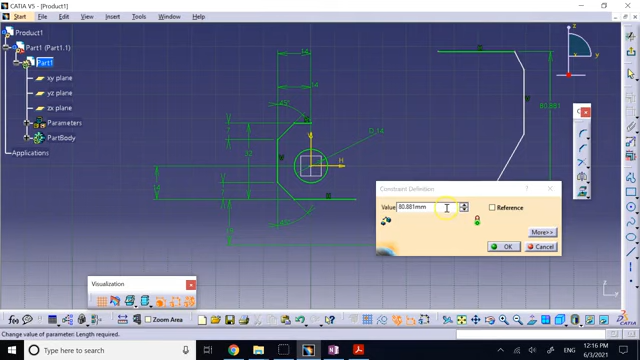 CATIA V5 - [Product1]
Start File Edit View Insert Tools Window Help
Product1
Part1 (Part1.1)
Part1
xy plane
yz plane
zx plane
Parameters
PartBody
Applications
14
14
45°
V
32
D 14
V
H
14
80.881
z
y
x
Constraint Definition ? ×
Value 80.881mm Reference
More>>
OK Cancel
Visualization
Zoom Area
Change value of parameter: Length required.
Type here to search
ENG
12:16 PM
6/3/2021